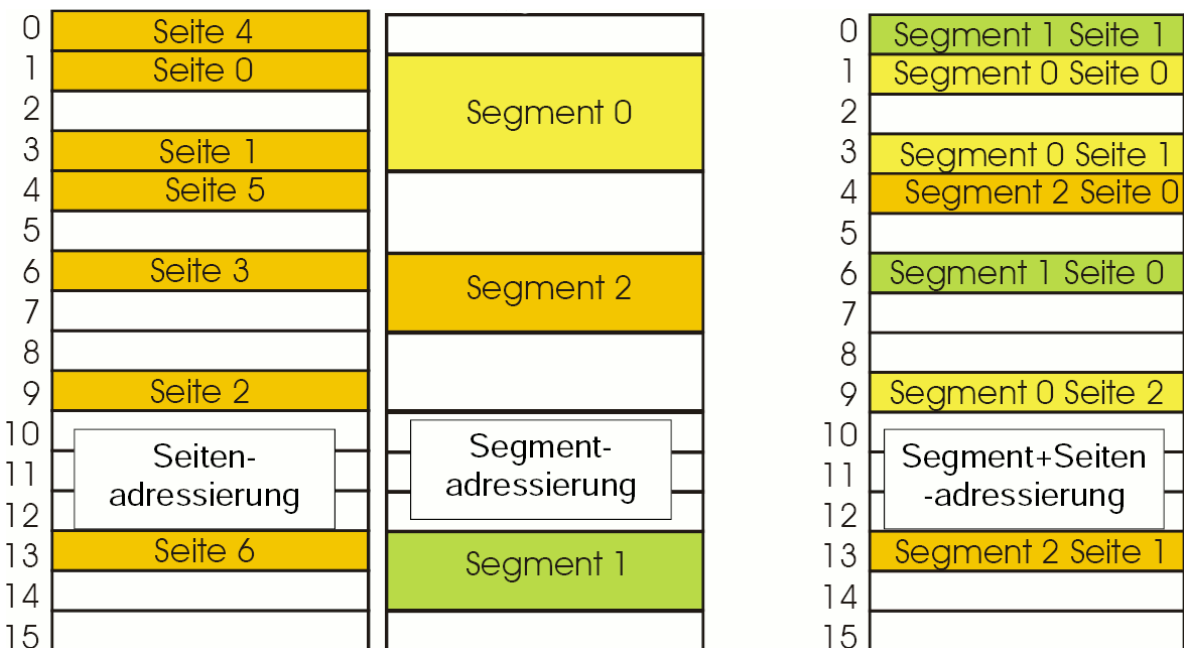 0
Seite 4
1
Seite 0
2
3
Seite 1
4
Seite 5
5
6
Seite 3
7
8
9
Seite 2
10
11
12
Seiten-
adressierung
13
Seite 6
14
15
Segment 0
Segment 2
Segment-
adressierung
Segment 1
0
Segment 1 Seite 1
1
Segment 0 Seite 0
2
3
Segment 0 Seite 1
4
Segment 2 Seite 0
5
6
Segment 1 Seite 0
7
8
9
Segment 0 Seite 2
10
11
12
Segment+Seiten
-adressierung
13
Segment 2 Seite 1
14
15